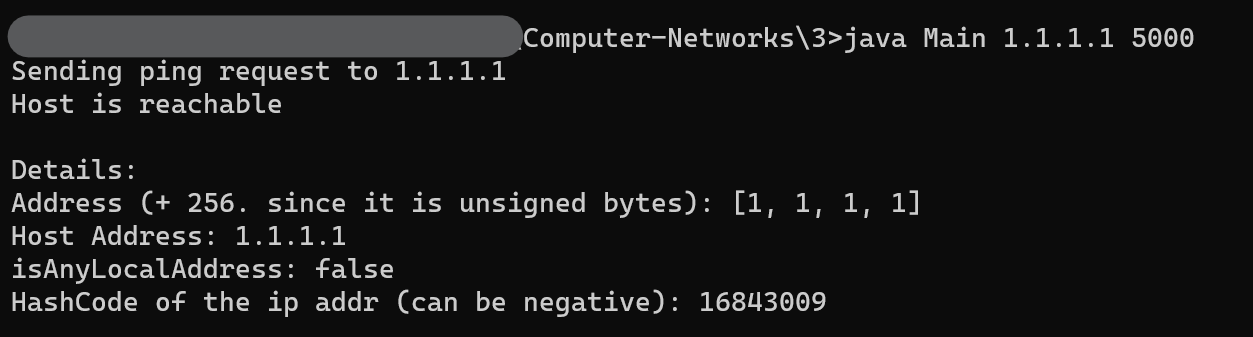 Computer-Networks\3>java Main 1.1.1.1 5000
Sending ping request to 1.1.1.1
Host is reachable
Details:
Address (+ 256. since it is unsigned bytes): [1, 1, 1, 1]
Host Address: 1.1.1.1
isAnyLocalAddress: false
HashCode of the ip addr (can be negative): 16843009